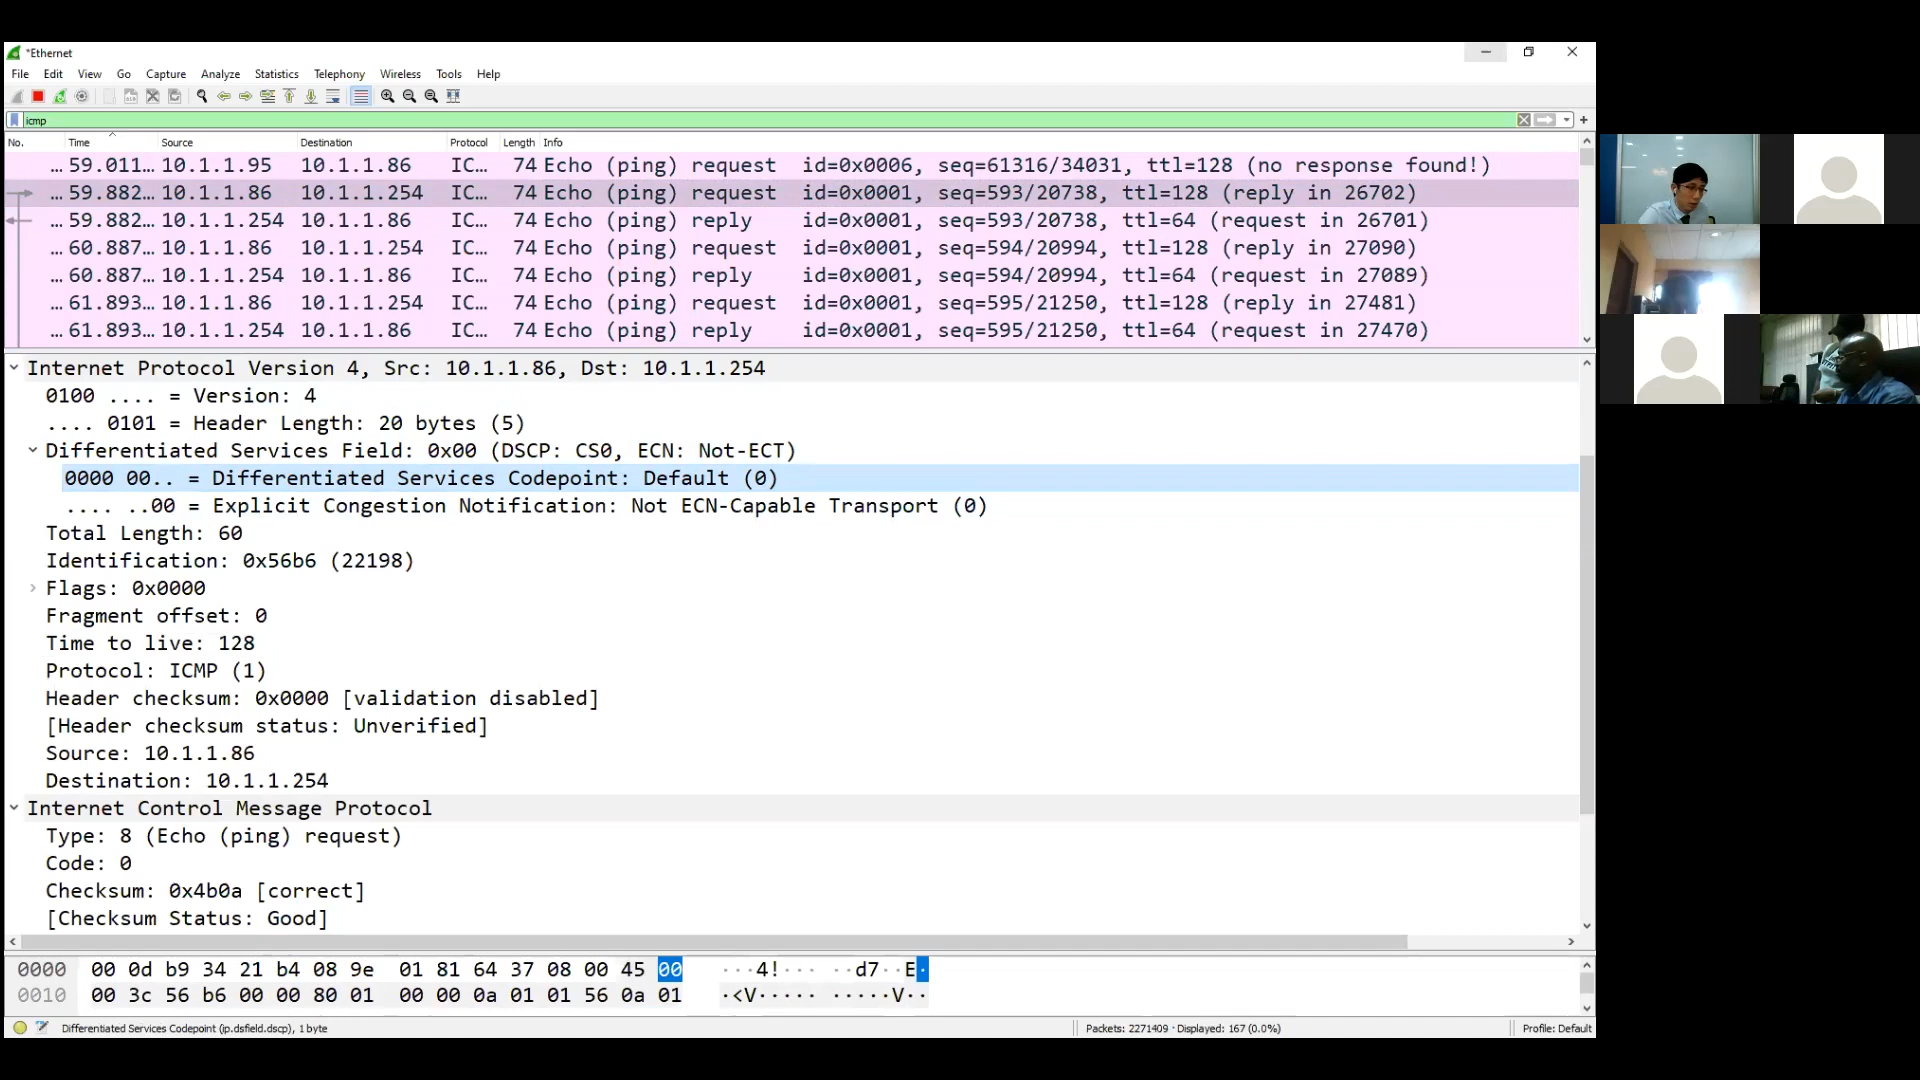 *Ethernet
File Edit View Go Capture Analyze Statistics Telephony Wireless Tools Help
icmp
No. Time Source Destination Protocol Length Info
... 59.011... 10.1.1.95 10.1.1.86 IC... 74 Echo (ping) request id=0x0006, seq=61316/34031, ttl=128 (no response found!)
... 59.882... 10.1.1.86 10.1.1.254 IC... 74 Echo (ping) request id=0x0001, seq=593/20738, ttl=128 (reply in 26702)
... 59.882... 10.1.1.254 10.1.1.86 IC... 74 Echo (ping) reply id=0x0001, seq=593/20738, ttl=64 (request in 26701)
... 60.887... 10.1.1.86 10.1.1.254 IC... 74 Echo (ping) request id=0x0001, seq=594/20994, ttl=128 (reply in 27090)
... 60.887... 10.1.1.254 10.1.1.86 IC... 74 Echo (ping) reply id=0x0001, seq=594/20994, ttl=64 (request in 27089)
... 61.893... 10.1.1.86 10.1.1.254 IC... 74 Echo (ping) request id=0x0001, seq=595/21250, ttl=128 (reply in 27481)
... 61.893... 10.1.1.254 10.1.1.86 IC... 74 Echo (ping) reply id=0x0001, seq=595/21250, ttl=64 (request in 27470)
Internet Protocol Version 4, Src: 10.1.1.86, Dst: 10.1.1.254
0100 .... = Version: 4
.... 0101 = Header Length: 20 bytes (5)
Differentiated Services Field: 0x00 (DSCP: CS0, ECN: Not-ECT)
0000 00.. = Differentiated Services Codepoint: Default (0)
.... ..00 = Explicit Congestion Notification: Not ECN-Capable Transport (0)
Total Length: 60
Identification: 0x56b6 (22198)
Flags: 0x0000
Fragment offset: 0
Time to live: 128
Protocol: ICMP (1)
Header checksum: 0x0000 [validation disabled]
[Header checksum status: Unverified]
Source: 10.1.1.86
Destination: 10.1.1.254
Internet Control Message Protocol
Type: 8 (Echo (ping) request)
Code: 0
Checksum: 0x4b0a [correct]
[Checksum Status: Good]
0000 00 0d b9 34 21 b4 08 9e 01 81 64 37 08 00 45 00 ···4!··· ··d7··E·
0010 00 3c 56 b6 00 00 80 01 00 00 0a 01 01 56 0a 01 ·<V····· ·····V··
Differentiated Services Codepoint (ip.dsfield.dscp), 1 byte
Packets: 2271409 · Displayed: 167 (0.0%)
Profile: Default